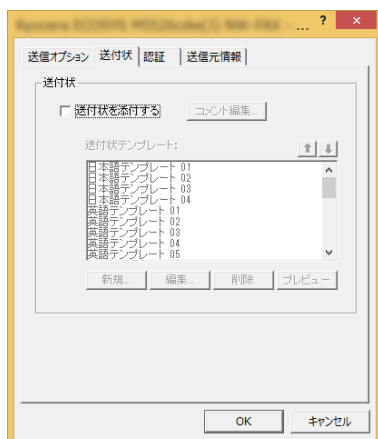 ... ? ×
送信オプション 送付状 認証 送信元情報
送付状
送付状を添付する コメント編集...
送付状テンプレート:
日本語テンプレート 01
日本語テンプレート 02
日本語テンプレート 03
日本語テンプレート 04
英語テンプレート 01
英語テンプレート 02
英語テンプレート 03
英語テンプレート 04
英語テンプレート 05
新規... 編集... 削除 プレビュー
OK キャンセル